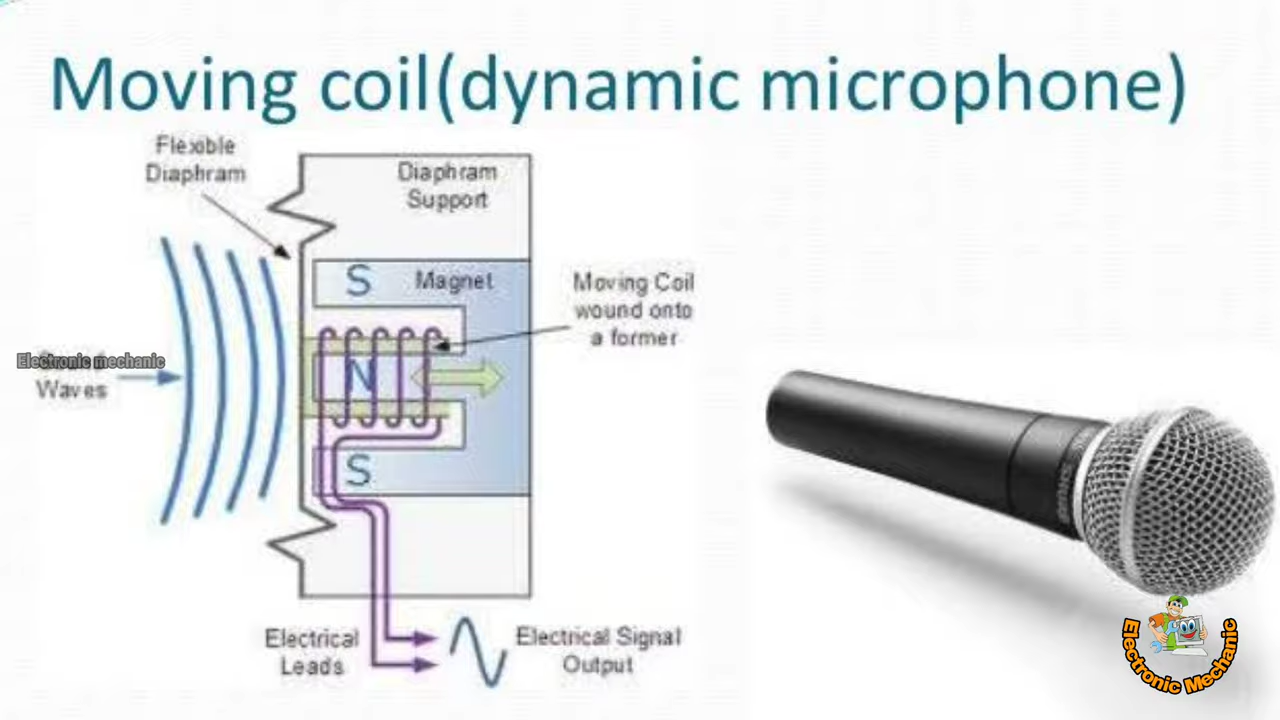 Moving coil(dynamic microphone)
Flexible
Diaphram
Diaphram
Support
S
Magnet
Moving Coil
wound onto
a former
Electronic mechanic
Waves
N
S
Electrical
Leads
Electrical Signal
Output
Electronic Mechanic